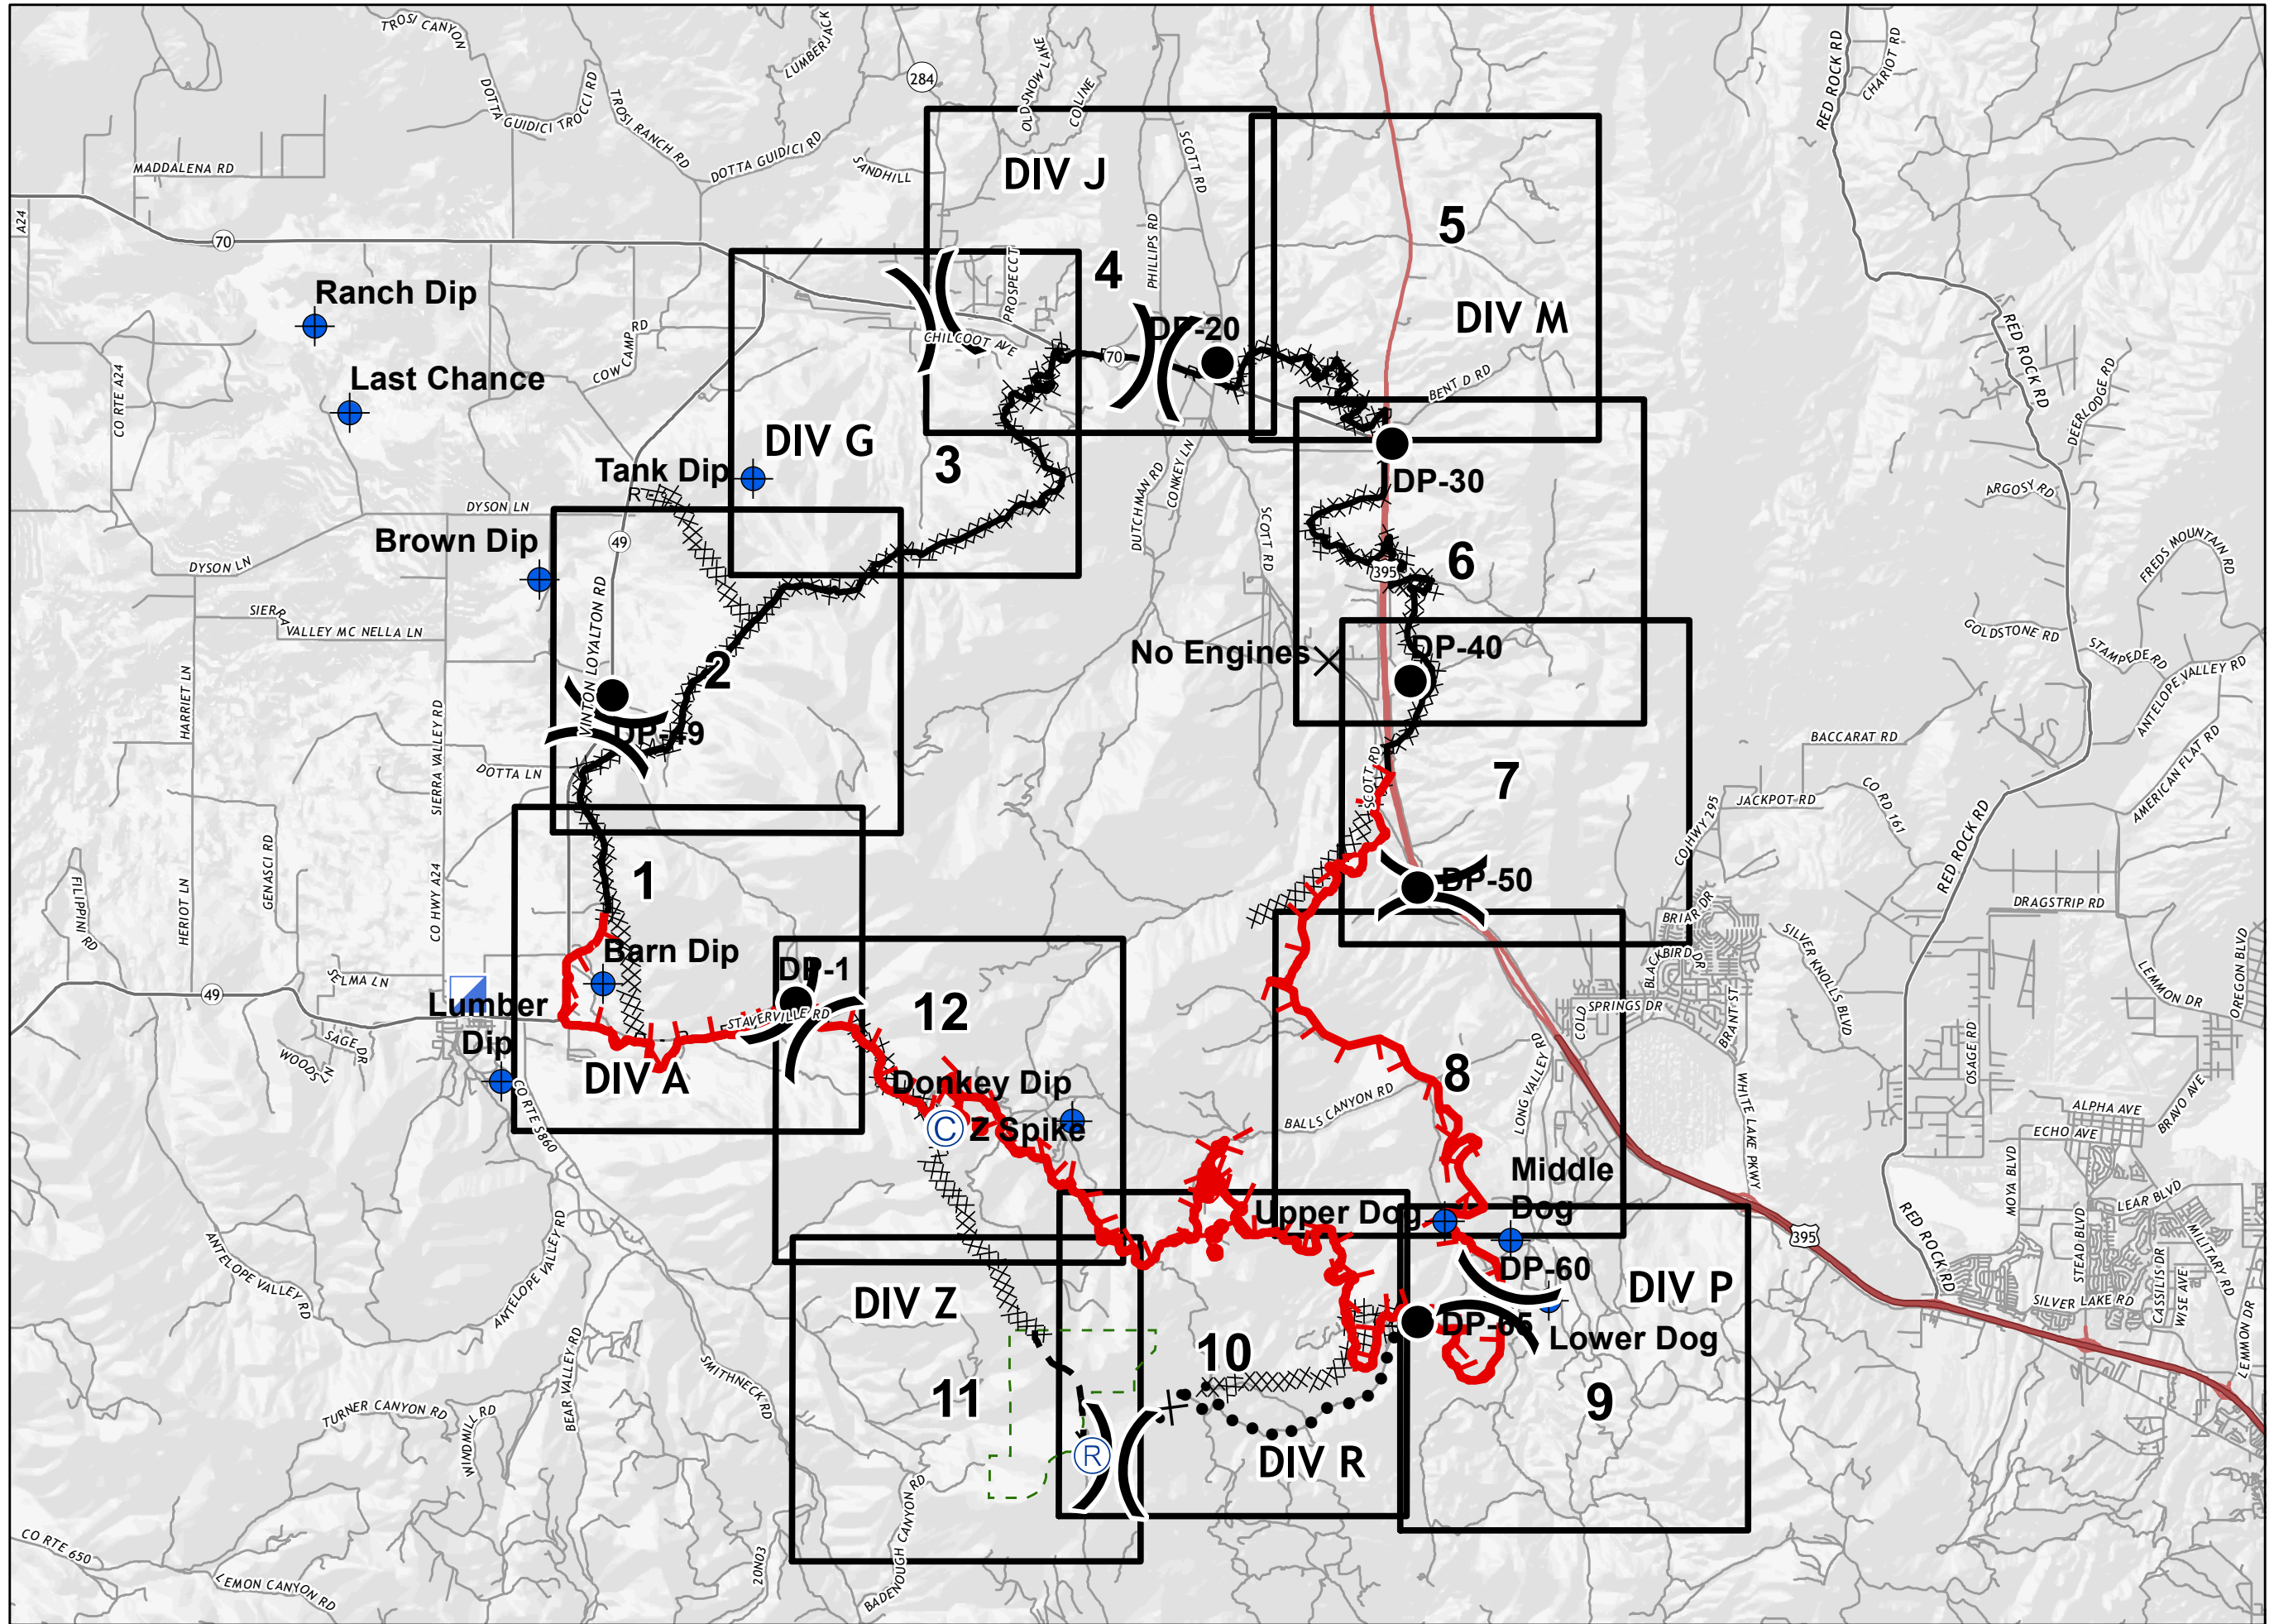 TROSI CANYON
LUMBERJACK
284
OLD SNOW LAKE
COLINE
RED ROCK RD
CHARIOT RD
DOTTA GUIDICI TROCCI RD
TROSI RANCH RD
DOTTA GUIDICI RD
SANDHILL
SCOTT RD
MADDALENA RD
DIV J
A24
70
5
PHILLIPS RD
4
PROSPECCT
DIV M
Ranch Dip
DP-20
CHILCOOT AVE
70
RED ROCK RD
COW CAMP RD
Last Chance
BENT D RD
CO RTE A24
DEERLODGE RD
DIV G
3
Tank Dip
R
DP-30
CONKEY LN
DUTCHMAN RD
ARGOSY RD
DYSON LN
SCOTT RD
Brown Dip
49
6
395
DYSON LN
FREDS MOUNTAIN RD
VINTON LOYALTON RD
SIERRA
VALLEY MC NELLA LN
GOLDSTONE RD
No Engines
DP-40
STAMPEDE RD
ANTELOPE VALLEY RD
2
HARRIET LN
DP-49
BACCARAT RD
SIERRA VALLEY RD
DOTTA LN
SCOTT RD
7
AMERICAN FLAT RD
JACKPOT RD
CO RD 161
CO HWY 295
RED ROCK RD
1
DP-50
FILIPPINI RD
HERIOT LN
GENASCI RD
CO HWY A24
BRIAR DR
DRAGSTRIP RD
BLACKBIRD DR
SILVER KNOLLS BLVD
OREGON BLVD
Barn Dip
DP-1
SELMA LN
LEMMON DR
49
Lumber
Dip
12
STAVERVILLE RD
COLD
SPRINGS DR
BRANT ST
SAGE DR
WOODS LN
OSAGE RD
DIV A
Donkey Dip
8
LONG VALLEY RD
WHITE LAKE PKWY
C
Z Spike
BALLS CANYON RD
ALPHA AVE
BRAVO AVE
ECHO AVE
CO RTE S860
Middle
Dog
MOYA BLVD
LEAR BLVD
Upper Dog
395
RED ROCK RD
STEAD BLVD
MILITARY RD
ANTELOPE VALLEY RD
ANTELOPE VALLEY RD
DP-60
DIV P
CASSILIS DR
WISE AVE
DIV Z
DP-65
Lower Dog
SILVER LAKE RD
LEMMON DR
10
11
9
SMITHNECK RD
BEAR VALLEY RD
TURNER CANYON RD
WINDMILL RD
R
DIV R
BADENOUGH CANYON RD
CO RTE 650
20N03
LEMON CANYON RD